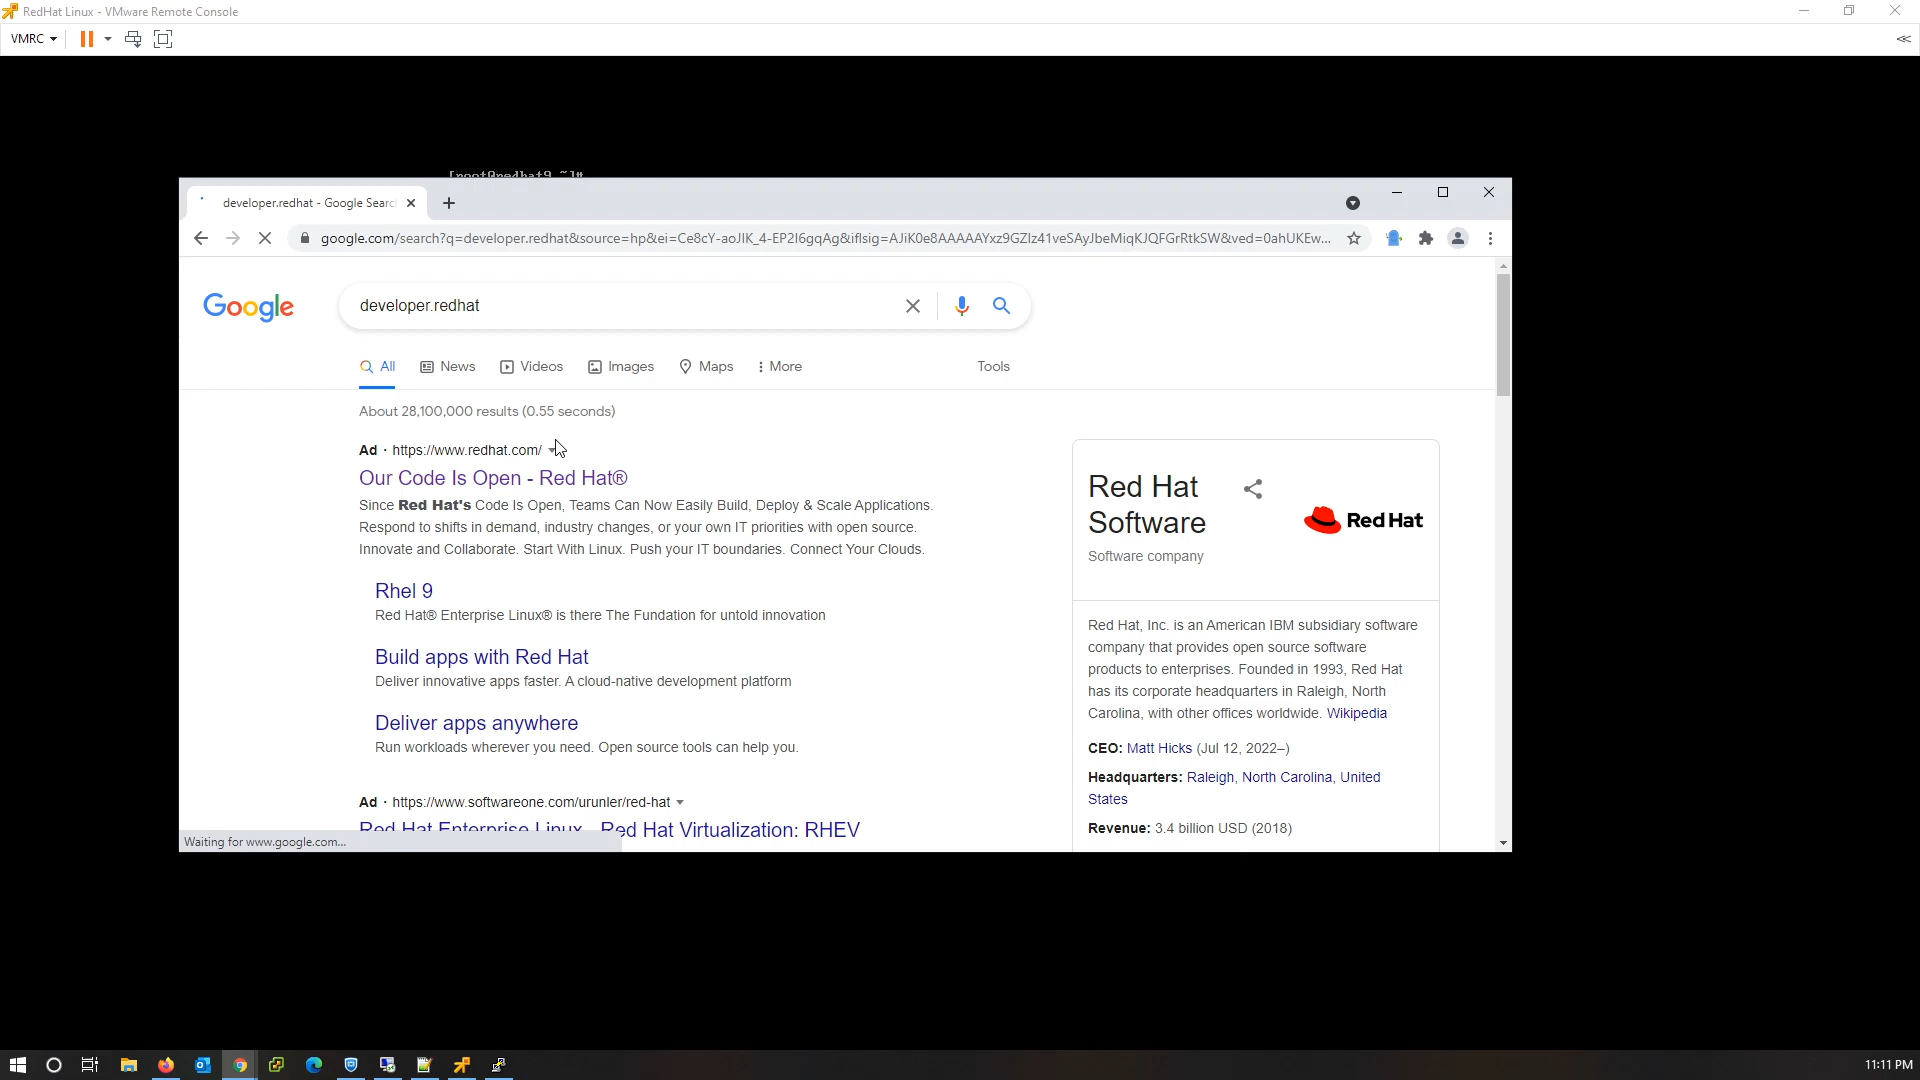 RedHat Linux - VMware Remote Console
VMRC
[root@redhat9 ~]#
developer.redhat - Google Searc
google.com/search?q=developer.redhat&source=hp&ei=Ce8cY-aoJIK_4-EP2I6gqAg&iflsig=AJiK0e8AAAAAYxz9GZIz41veSAyJbeMiqKJQFGrRtkSW&ved=0ahUKEw...
Google
developer.redhat
All
News
Videos
Images
Maps
More
Tools
About 28,100,000 results (0.55 seconds)
Ad · https://www.redhat.com/
Our Code Is Open - Red Hat®
Since Red Hat's Code Is Open, Teams Can Now Easily Build, Deploy & Scale Applications.
Respond to shifts in demand, industry changes, or your own IT priorities with open source.
Innovate and Collaborate. Start With Linux. Push your IT boundaries. Connect Your Clouds.
Rhel 9
Red Hat® Enterprise Linux® is there The Fundation for untold innovation
Build apps with Red Hat
Deliver innovative apps faster. A cloud-native development platform
Deliver apps anywhere
Run workloads wherever you need. Open source tools can help you.
Ad · https://www.softwareone.com/urunler/red-hat
Red Hat Enterprise Linux - Red Hat Virtualization: RHEV
Waiting for www.google.com...
Red Hat
Software
Software company
Red Hat
Red Hat, Inc. is an American IBM subsidiary software
company that provides open source software
products to enterprises. Founded in 1993, Red Hat
has its corporate headquarters in Raleigh, North
Carolina, with other offices worldwide. Wikipedia
CEO: Matt Hicks (Jul 12, 2022–)
Headquarters: Raleigh, North Carolina, United
States
Revenue: 3.4 billion USD (2018)
11:11 PM